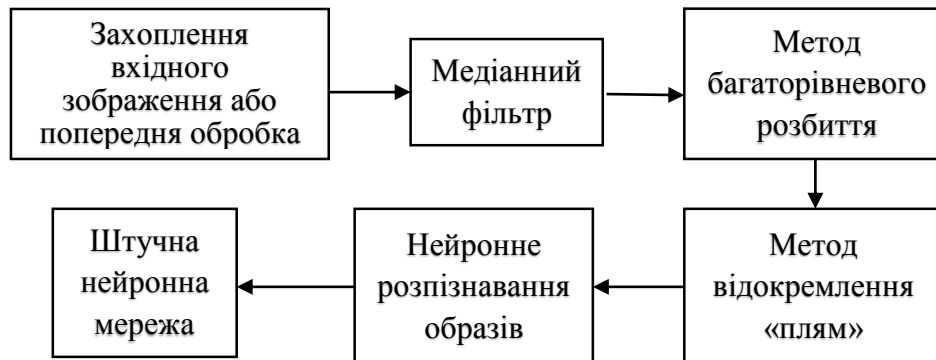 Захоплення
вхідного
зображення або
попередня обробка
Медіанний
фільтр
Метод
багаторівневого
розбиття
Метод
відокремлення
«плям»
Нейронне
розпізнавання
образів
Штучна
нейронна
мережа